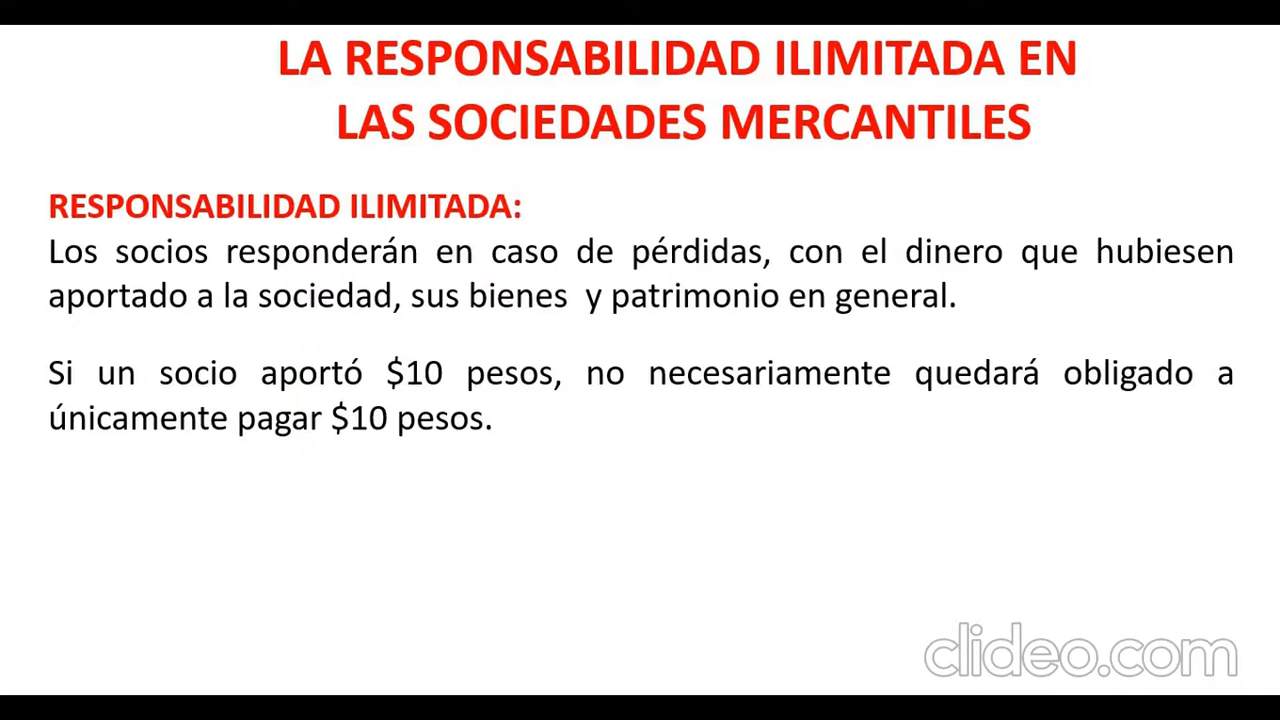 LA RESPONSABILIDAD ILIMITADA EN
LAS SOCIEDADES MERCANTILES
RESPONSABILIDAD ILIMITADA:
Los socios responderán en caso de pérdidas, con el dinero que hubiesen
aportado a la sociedad, sus bienes y patrimonio en general.
Si un socio aportó $10 pesos, no necesariamente quedará obligado a
únicamente pagar $10 pesos.
clideo.com